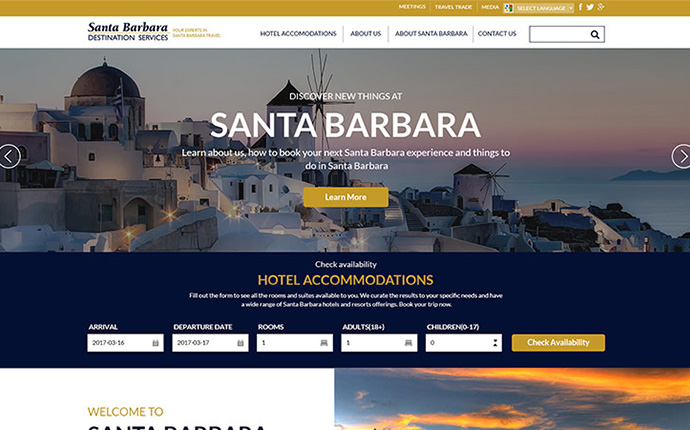 MEETINGS TRAVEL TRADE MEDIA SELECT LANGUAGE
Santa Barbara
DESTINATION SERVICES
YOUR EXPERTS IN
SANTA BARBARA TRAVEL
HOTEL ACCOMODATIONS ABOUT US ABOUT SANTA BARBARA CONTACT US
DISCOVER NEW THINGS AT
SANTA BARBARA
Learn about us, how to book your next Santa Barbara experience and things to
do in Santa Barbara
Learn More
Check availability
HOTEL ACCOMMODATIONS
Fill out the form to see all the rooms and suites available to you. We curate the results to your specific needs and have
a wide range of Santa Barbara hotels and resorts offerings. Book your trip now.
ARRIVAL DEPARTURE DATE ROOMS ADULTS(18+) CHILDREN(0-17)
2017-03-16 2017-03-17 1 1 0 Check Availability
WELCOME TO
SANTA BARBARA